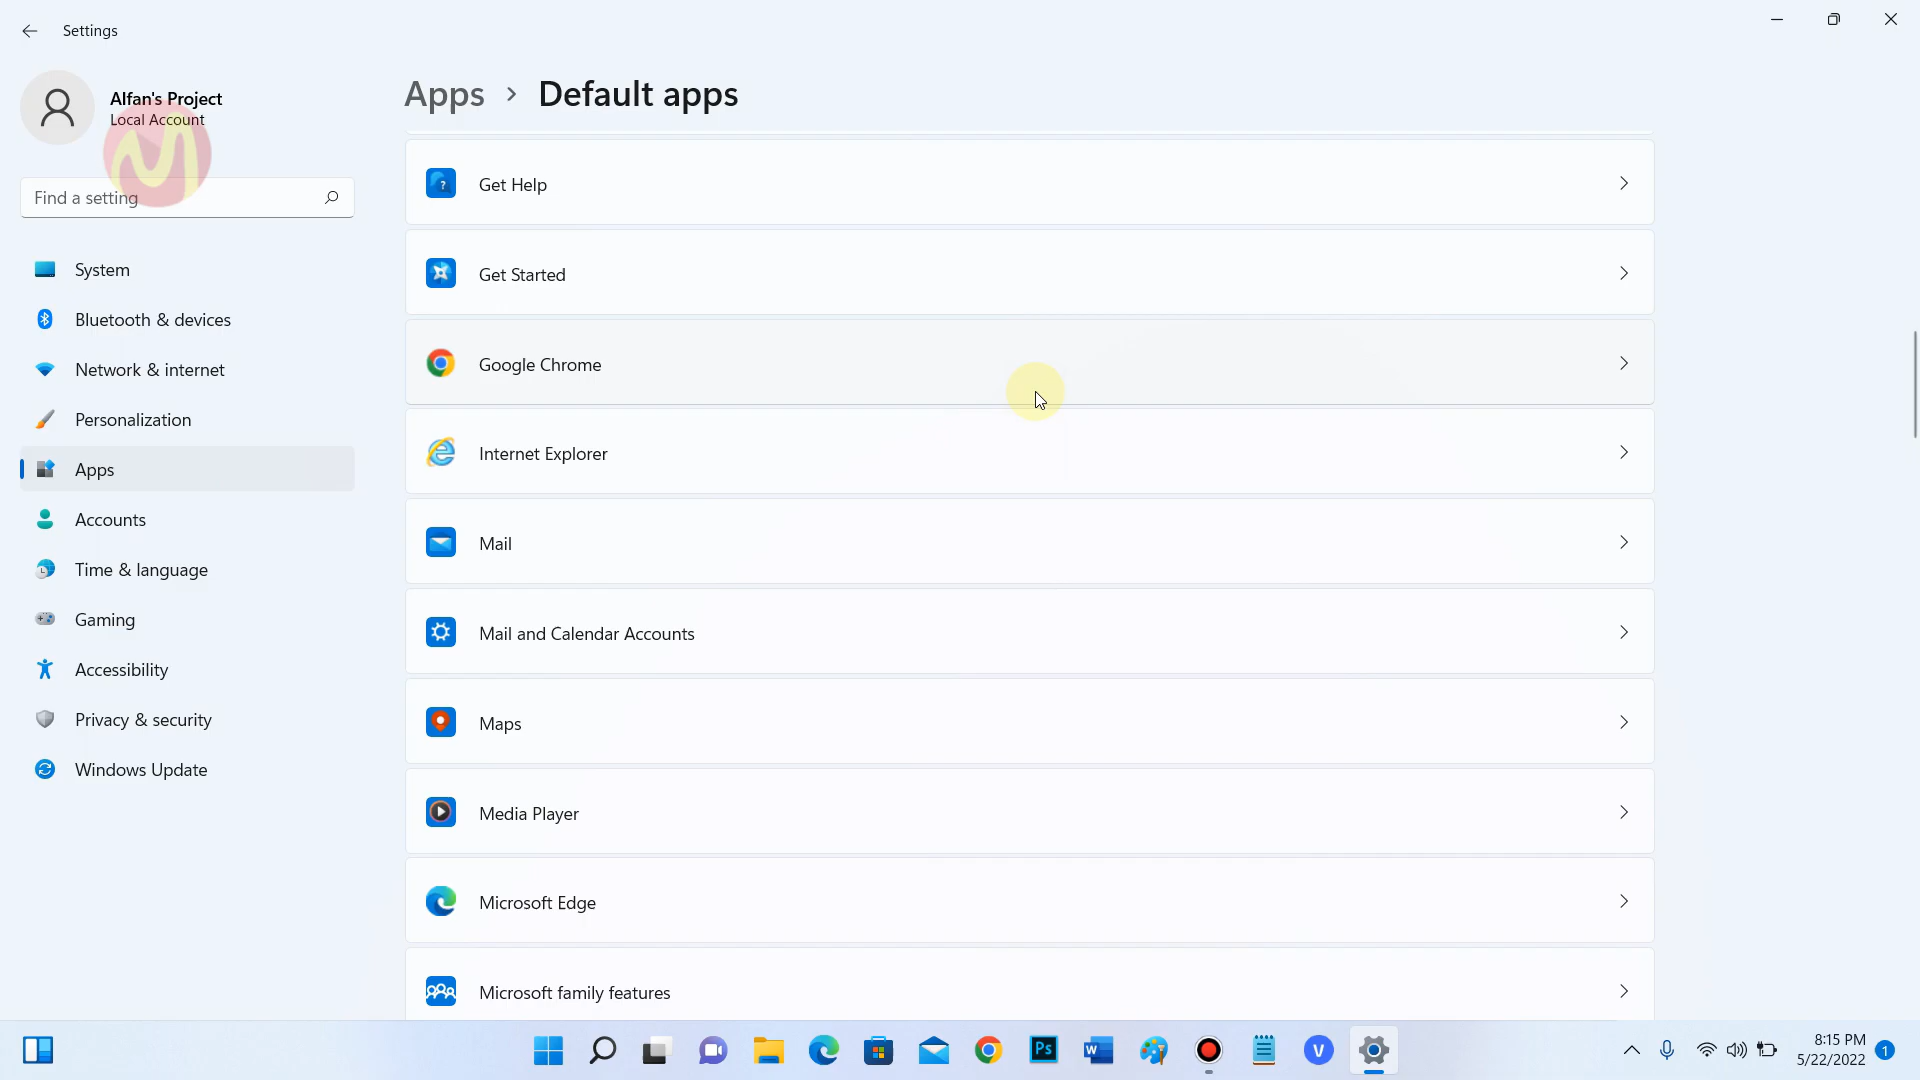 Settings
Alfan's Project
Local Account
Find a setting
System
Bluetooth & devices
Network & internet
Personalization
Apps
Accounts
Time & language
Gaming
Accessibility
Privacy & security
Windows Update
Apps > Default apps
Get Help
Get Started
Google Chrome
Internet Explorer
Mail
Mail and Calendar Accounts
Maps
Media Player
Microsoft Edge
Microsoft family features
Ps
W
V
8:15 PM
5/22/2022
1